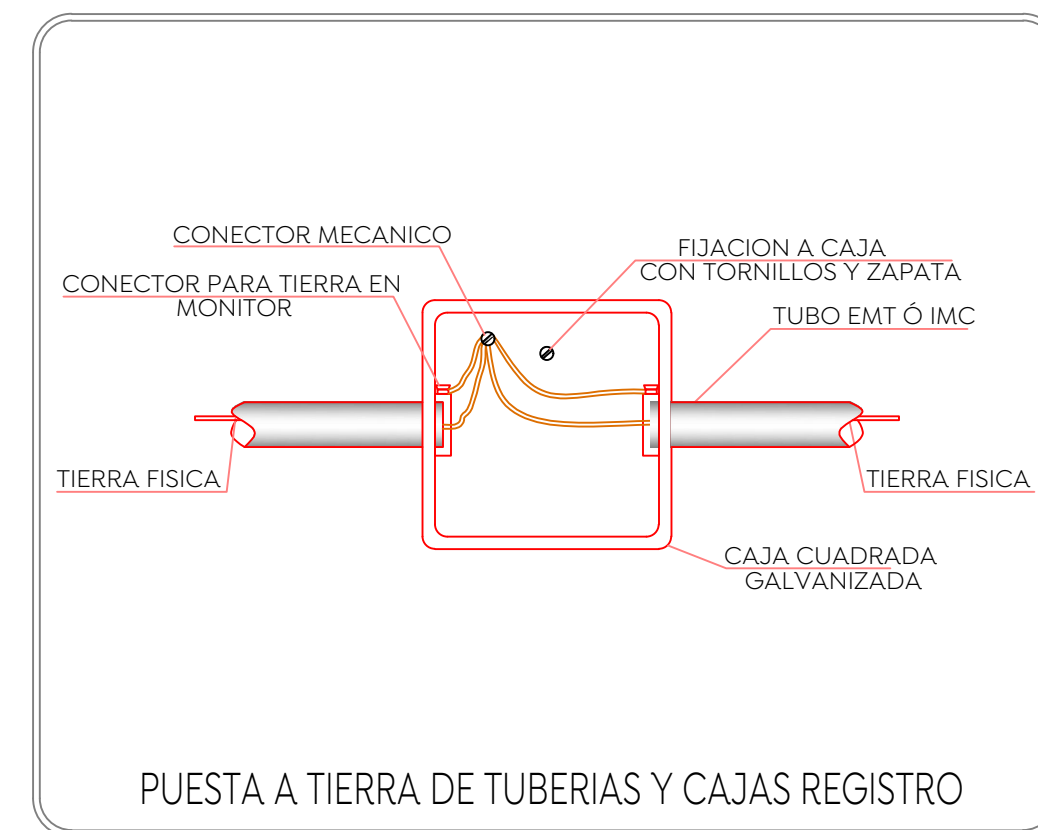 CONECTOR MECANICO
CONECTOR PARA TIERRA EN
MONITOR
FIJACION A CAJA
CON TORNILLOS Y ZAPATA
TUBO EMT Ó IMC
TIERRA FISICA
TIERRA FISICA
CAJA CUADRADA
GALVANIZADA
PUESTA A TIERRA DE TUBERIAS Y CAJAS REGISTRO